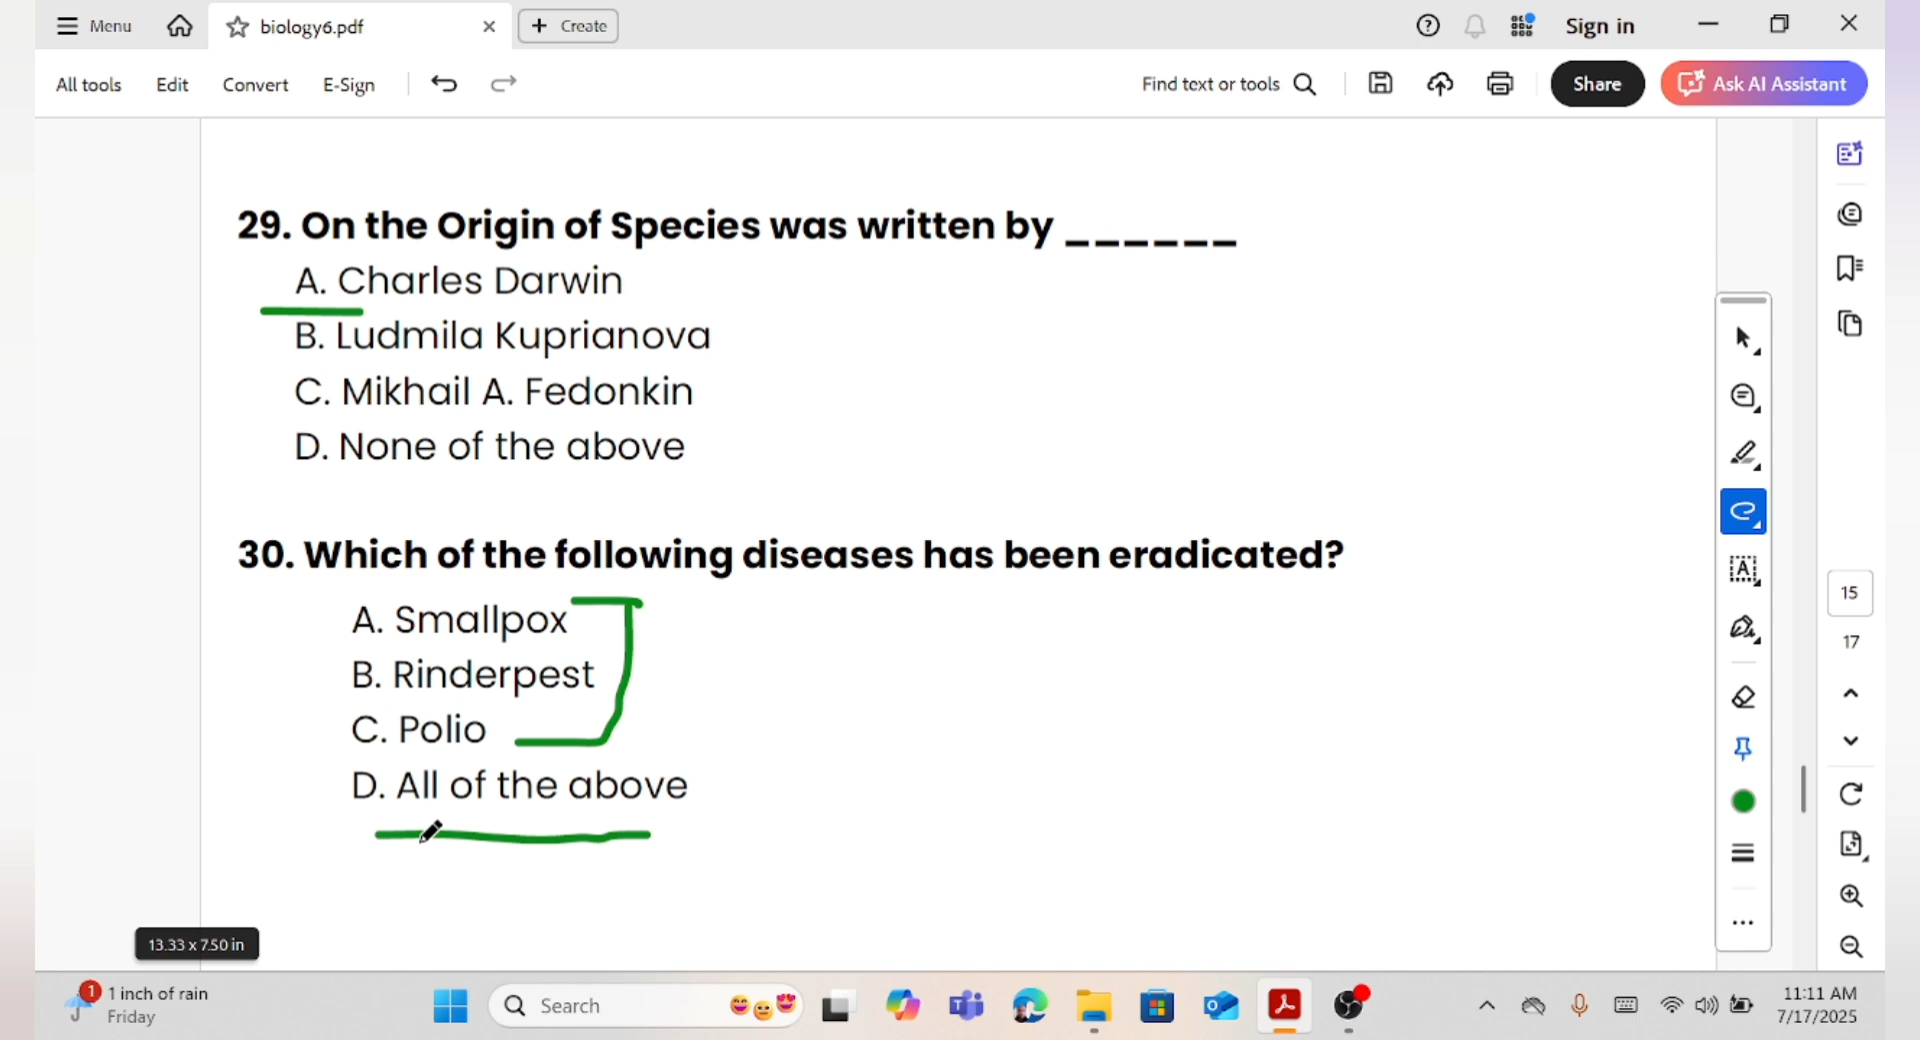 Menu
biology6.pdf
Create
Sign in
All tools
Edit
Convert
E-Sign
Find text or tools
Share
Ask AI Assistant
29. On the Origin of Species was written by ______
A. Charles Darwin
B. Ludmila Kuprianova
C. Mikhail A. Fedonkin
D. None of the above
30. Which of the following diseases has been eradicated?
A. Smallpox
B. Rinderpest
C. Polio
D. All of the above
15
17
13.33 x 7.50 in
1
1 inch of rain
Friday
Search
11:11 AM
7/17/2025